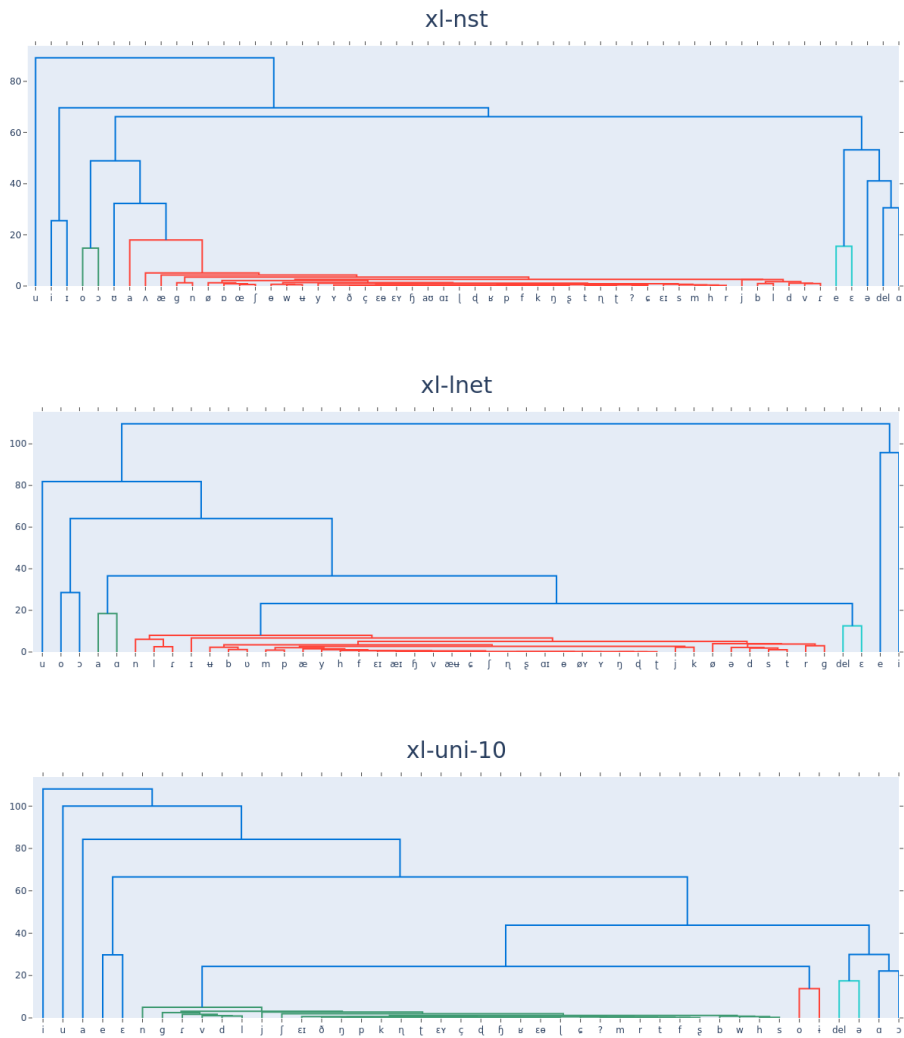 xl-nst
80
60
40
20
0
u i ɪ o ɔ ʊ a ʌ æ g n ø ɒ œ ʃ ɵ w ʉ y ʏ ð ç ɛɵ ɛʏ ɧ aʊ ɑɪ ɭ ɖ ʁ p f k ŋ ʂ t ɳ ʈ ʔ ɕ ɛɪ s m h r j b l d v ɾ e ɛ ə del ɑ
xl-lnet
100
80
60
40
20
0
u o ɔ a ɑ n l ɾ ɪ ʉ b ʋ m p æ y h f ɛɪ æɪ ɧ v æʉ ɕ ʃ ɳ ʂ ɑɪ ɵ øʏ ʏ ŋ ɖ ʈ j k ø ə d s t r g del ɛ e i
xl-uni-10
100
80
60
40
20
0
i u a e ɛ n g ɾ v d l j ʃ ɛɪ ð ŋ p k ɳ ʈ ɛʏ ç ɖ ɧ ɛɵ ɭ ɕ ʔ m r t f ʂ b w h s o ɨ del ə ɑ ɔ